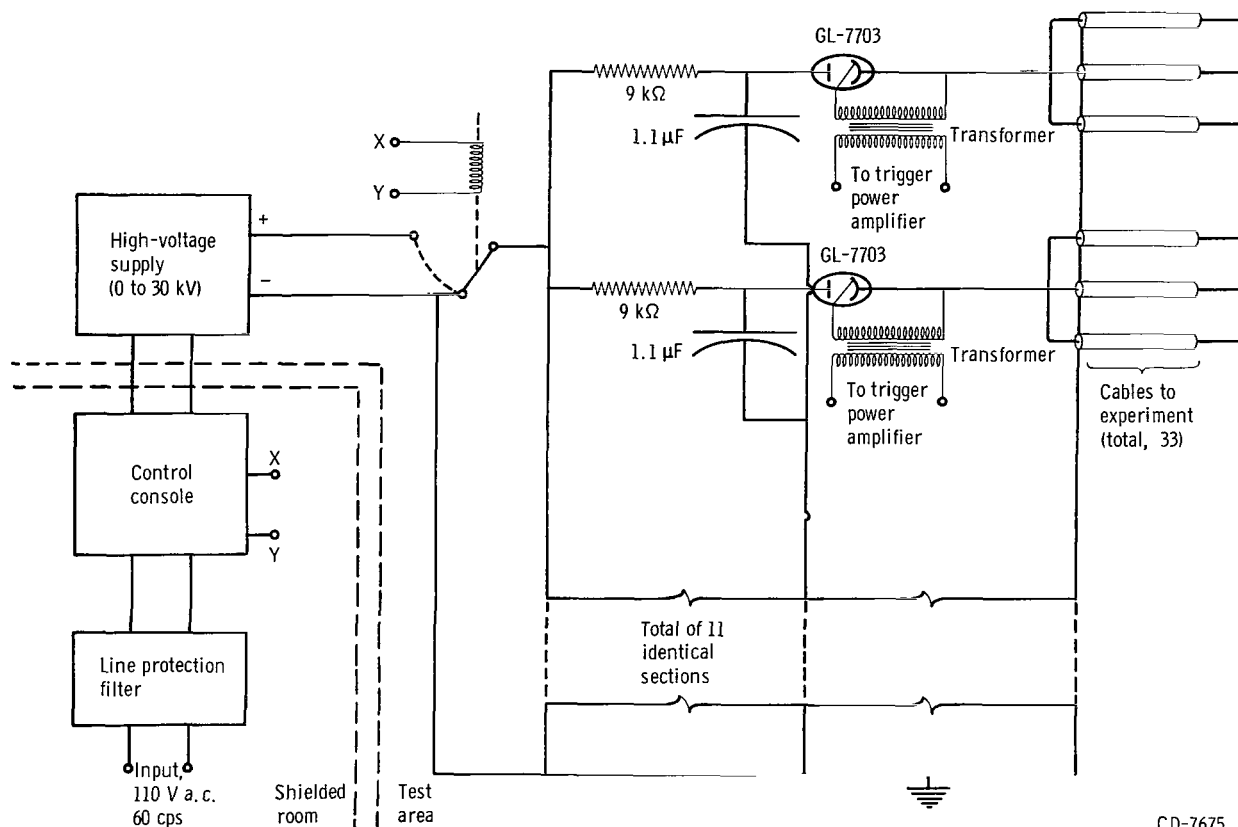 GL-7703
9 kΩ
1.1 μF
Transformer
To trigger
power
amplifier
X
Y
High-voltage
supply
(0 to 30 kV)
+
−
GL-7703
9 kΩ
1.1 μF
Transformer
To trigger
power
amplifier
Cables to
experiment
(total, 33)
Control
console
X
Y
Total of 11
identical
sections
Line protection
filter
Input,
110 V a.c.
60 cps
Shielded
room
Test
area
CD-7675